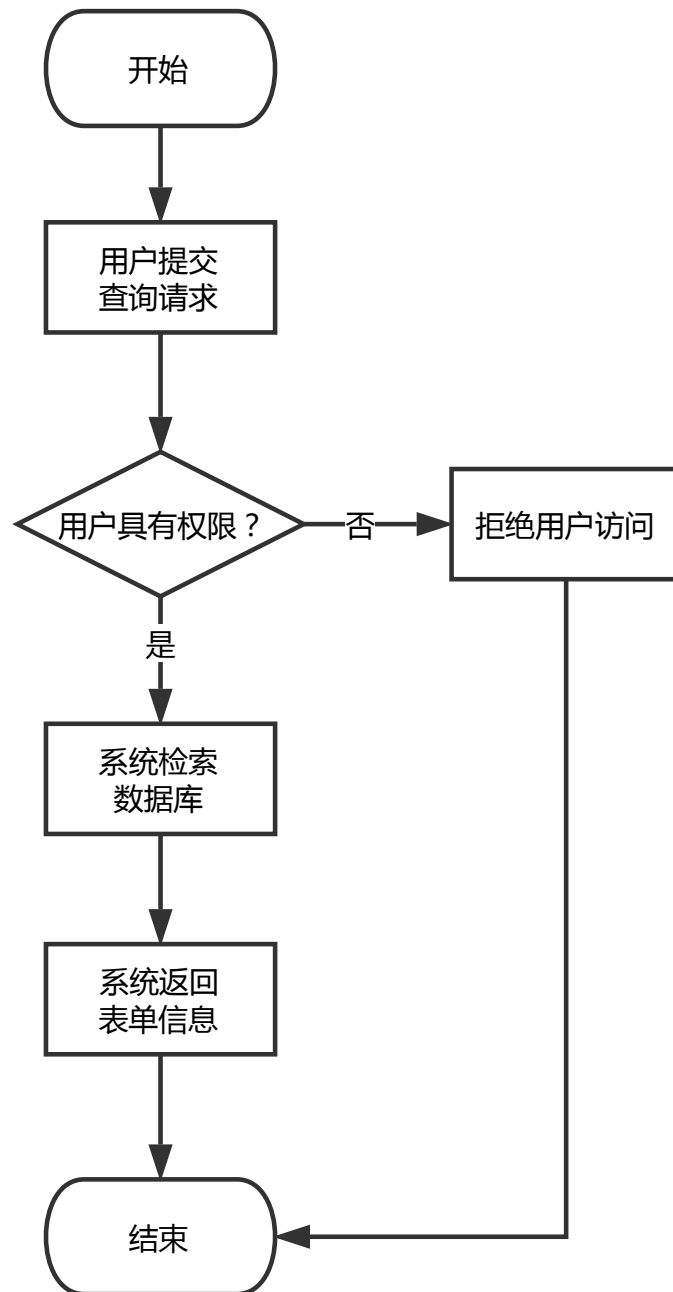 开始
用户提交
查询请求
用户具有权限？
否
拒绝用户访问
是
系统检索
数据库
系统返回
表单信息
结束